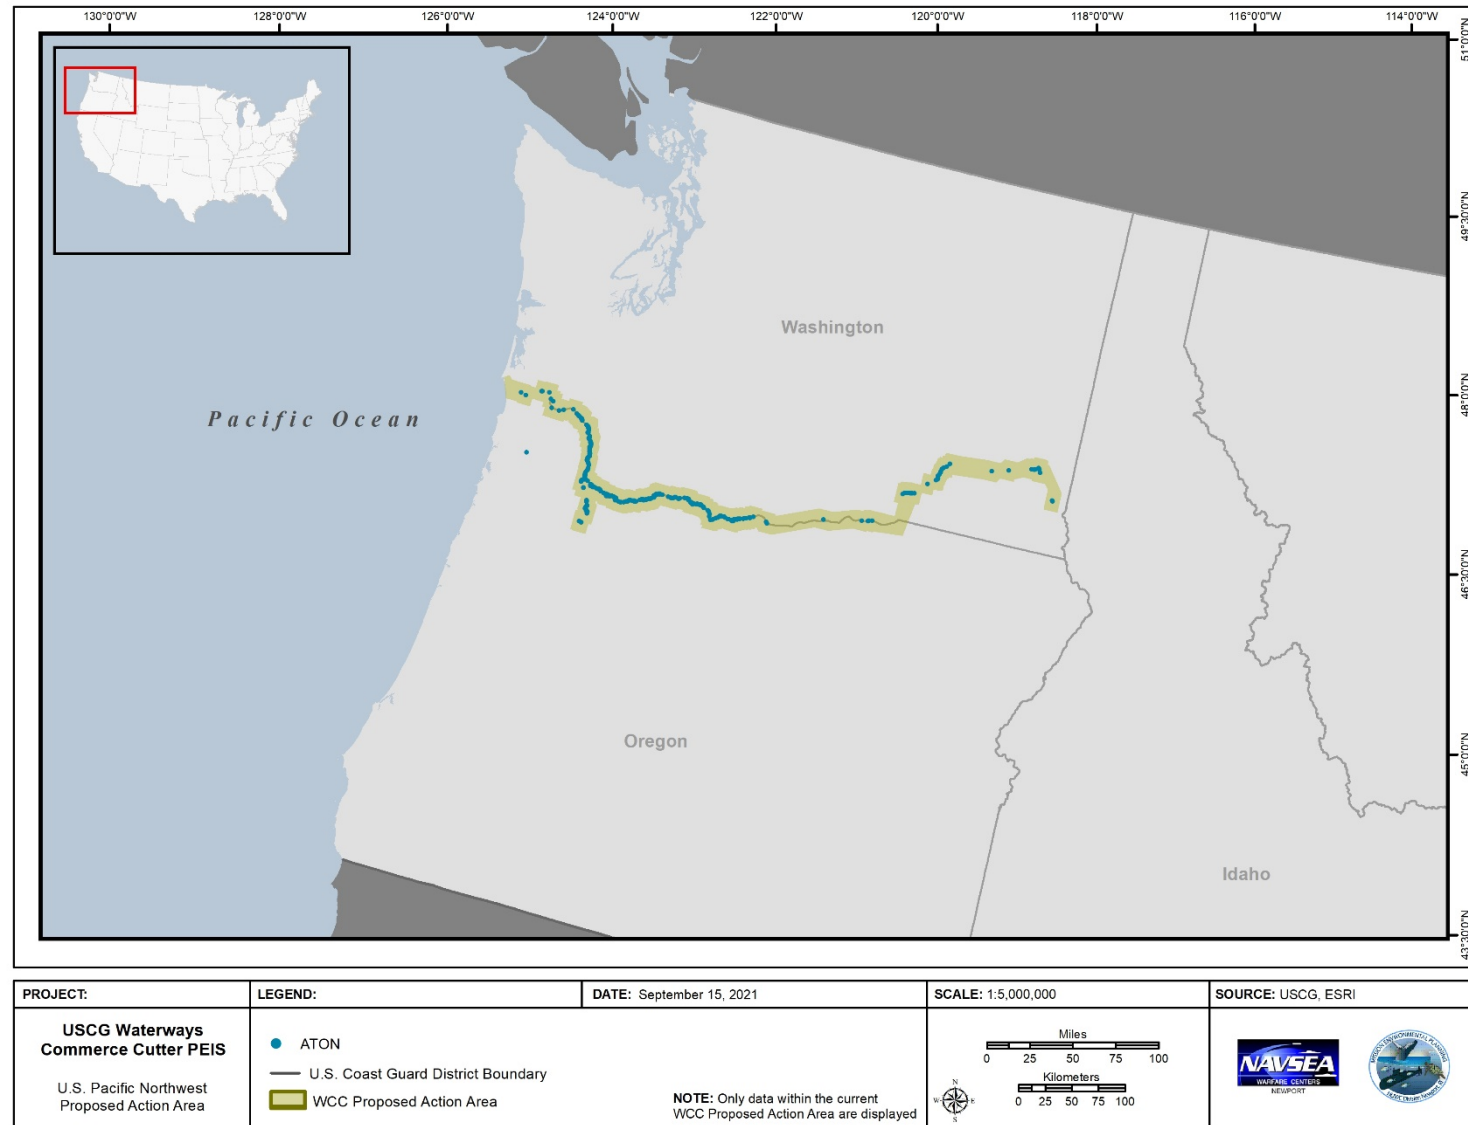 130°0'0"W 128°0'0"W 126°0'0"W 124°0'0"W 122°0'0"W 120°0'0"W 118°0'0"W 116°0'0"W 114°0'0"W
51°0'0"N
49°30'0"N
Washington
48°0'0"N
Pacific Ocean
46°30'0"N
Oregon
45°0'0"N
Idaho
43°30'0"N
PROJECT:
USCG Waterways
Commerce Cutter PEIS
U.S. Pacific Northwest
Proposed Action Area
LEGEND:
ATON
U.S. Coast Guard District Boundary
WCC Proposed Action Area
DATE: September 15, 2021
NOTE: Only data within the current
WCC Proposed Action Area are displayed
SCALE: 1:5,000,000
Miles
0 25 50 75 100
Kilometers
0 25 50 75 100
N
W E
S
SOURCE: USCG, ESRI
NAVSEA
WARFARE CENTERS
NEWPORT